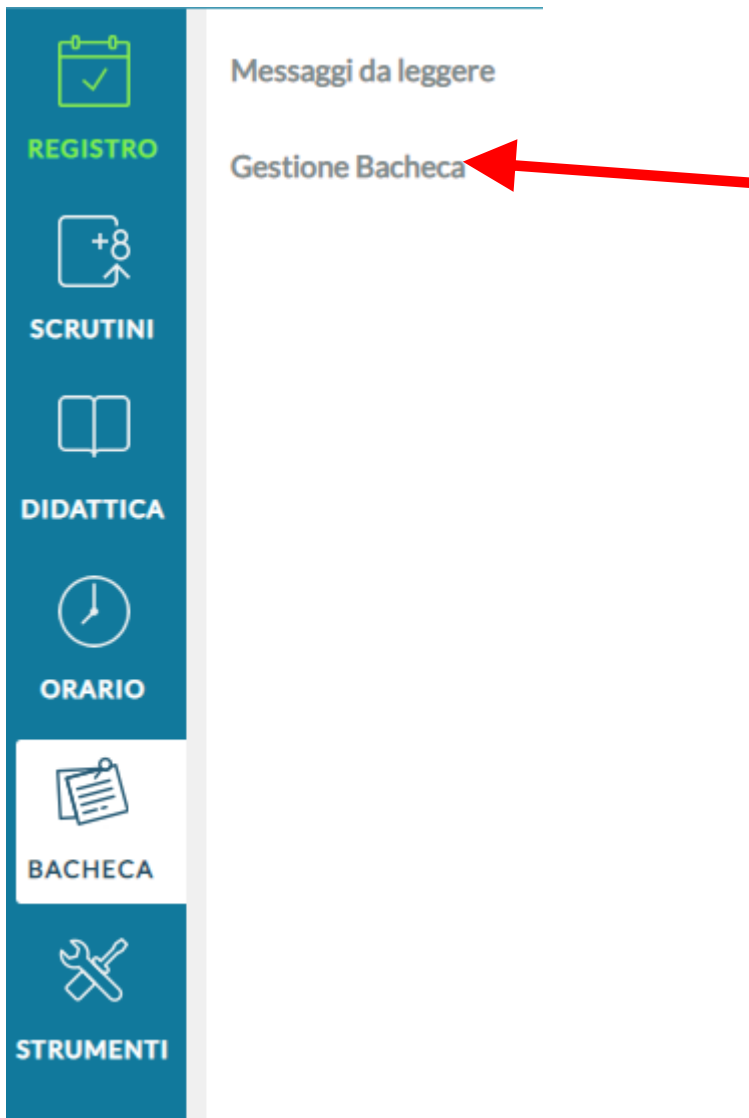 REGISTRO
+8
SCRUTINI
DIDATTICA
ORARIO
BACHECA
STRUMENTI
Messaggi da leggere
Gestione Bacheca